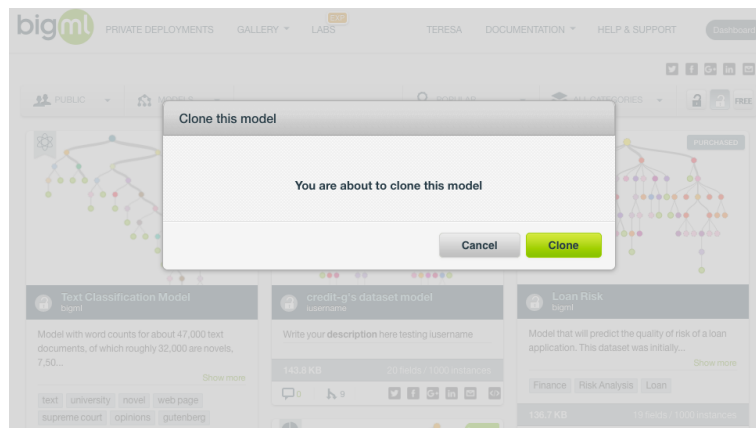 bigml PRIVATE DEPLOYMENTS GALLERY LABS TERESA DOCUMENTATION HELP & SUPPORT Dashboard
PUBLIC MODELS POPULAR ALL CATEGORIES FREE
Clone this model
You are about to clone this model
Cancel Clone
PURCHASED
Text Classification Model
bigml
Model with word counts for about 47,000 text
documents, of which roughly 32,000 are novels,
7,50...
Show more
text university novel web page
supreme court opinions gutenberg
credit-g's dataset model
iusername
Write your description here testing iusername
143.8 KB 20 fields / 1000 instances
0 9
Loan Risk
bigml
Model that will predict the quality of risk of a loan
application. This dataset was initially...
Show more
Finance Risk Analysis Loan
136.7 KB 19 fields / 1000 instances